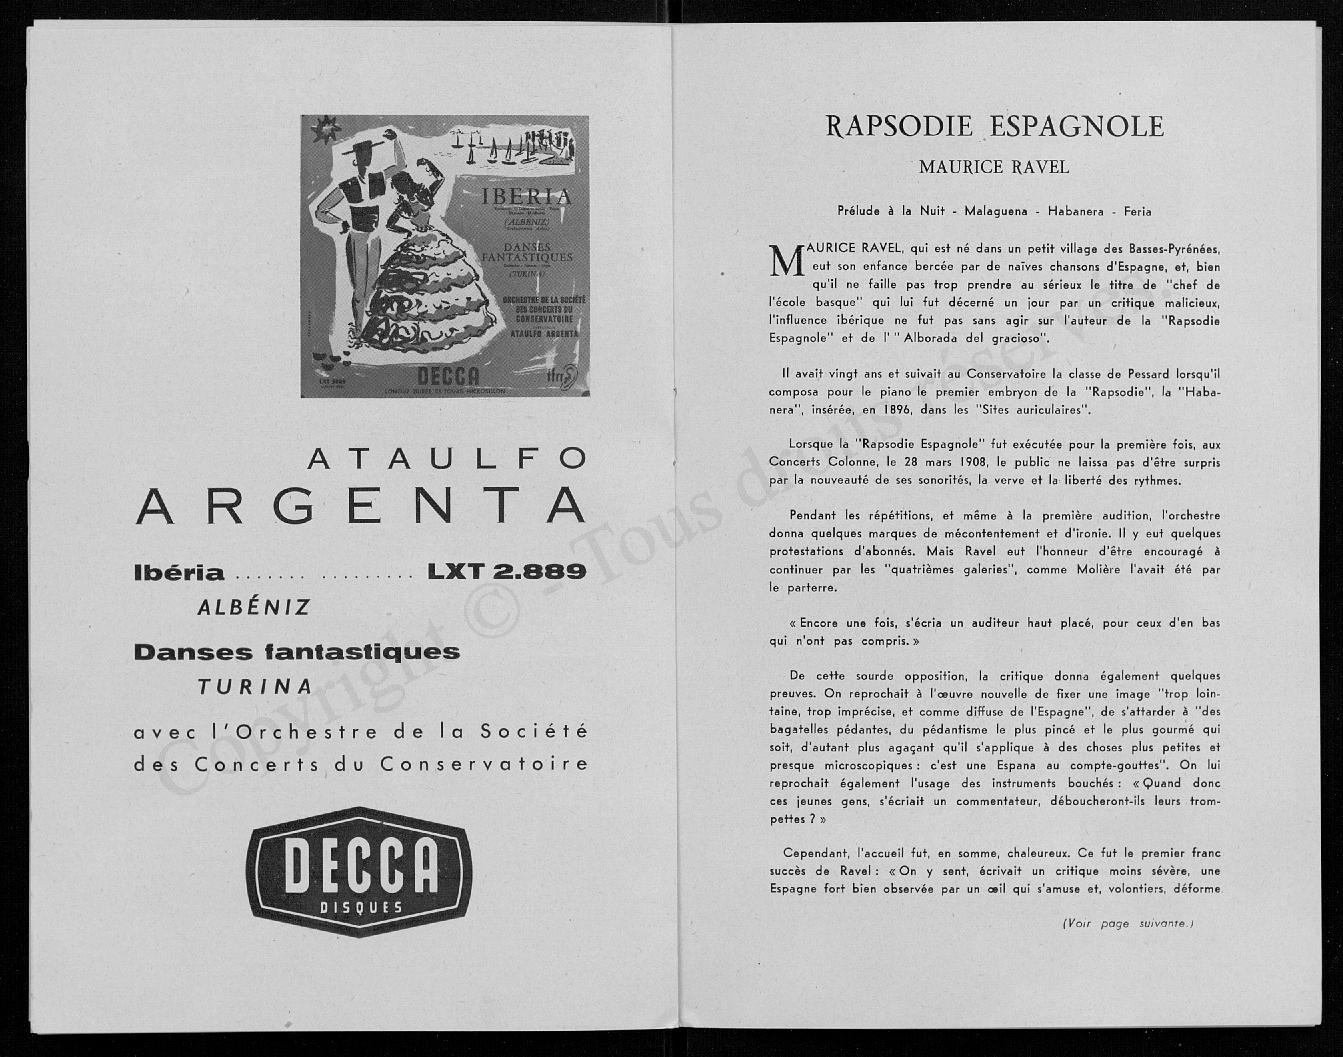 IBERIA
(ALBENIZ)
DANSES
FANTASTIQUES
(TURINA)
ORCHESTRE DE LA SOCIÉTÉ
DES CONCERTS DU
CONSERVATOIRE
ATAULFO ARGENTA
LXT 2889
DECCA
ffrr
ATAULFO
ARGENTA
Ibéria ................. LXT 2.889
ALBÉNIZ
Danses fantastiques
TURINA
avec l'Orchestre de la Société
des Concerts du Conservatoire
DECCA
DISQUES
RAPSODIE ESPAGNOLE
MAURICE RAVEL
Prélude à la Nuit - Malaguena - Habanera - Feria
MAURICE RAVEL, qui est né dans un petit village des Basses-Pyrénées,
eut son enfance bercée par de naïves chansons d'Espagne, et, bien
qu'il ne faille pas trop prendre au sérieux le titre de "chef de
l'école basque" qui lui fut décerné un jour par un critique malicieux,
l'influence ibérique ne fut pas sans agir sur l'auteur de la "Rapsodie
Espagnole" et de l' " Alborada del gracioso".
Il avait vingt ans et suivait au Conservatoire la classe de Pessard lorsqu'il
composa pour le piano le premier embryon de la "Rapsodie", la "Haba-
nera", insérée, en 1896, dans les "Sites auriculaires".
Lorsque la "Rapsodie Espagnole" fut exécutée pour la première fois, aux
Concerts Colonne, le 28 mars 1908, le public ne laissa pas d'être surpris
par la nouveauté de ses sonorités, la verve et la liberté des rythmes.
Pendant les répétitions, et même à la première audition, l'orchestre
donna quelques marques de mécontentement et d'ironie. Il y eut quelques
protestations d'abonnés. Mais Ravel eut l'honneur d'être encouragé à
continuer par les "quatrièmes galeries", comme Molière l'avait été par
le parterre.
« Encore une fois, s'écria un auditeur haut placé, pour ceux d'en bas
qui n'ont pas compris. »
De cette sourde opposition, la critique donna également quelques
preuves. On reprochait à l'œuvre nouvelle de fixer une image "trop loin-
taine, trop imprécise, et comme diffuse de l'Espagne", de s'attarder à "des
bagatelles pédantes, du pédantisme le plus pincé et le plus gourmé qui
soit, d'autant plus agaçant qu'il s'applique à des choses plus petites et
presque microscopiques : c'est une Espana au compte-gouttes". On lui
reprochait également l'usage des instruments bouchés : « Quand donc
ces jeunes gens, s'écriait un commentateur, déboucheront-ils leurs trom-
pettes ? »
Cependant, l'accueil fut, en somme, chaleureux. Ce fut le premier franc
succès de Ravel : « On y sent, écrivait un critique moins sévère, une
Espagne fort bien observée par un œil qui s'amuse et, volontiers, déforme
(Voir page suivante.)
Copyright © Tous droits réservés.